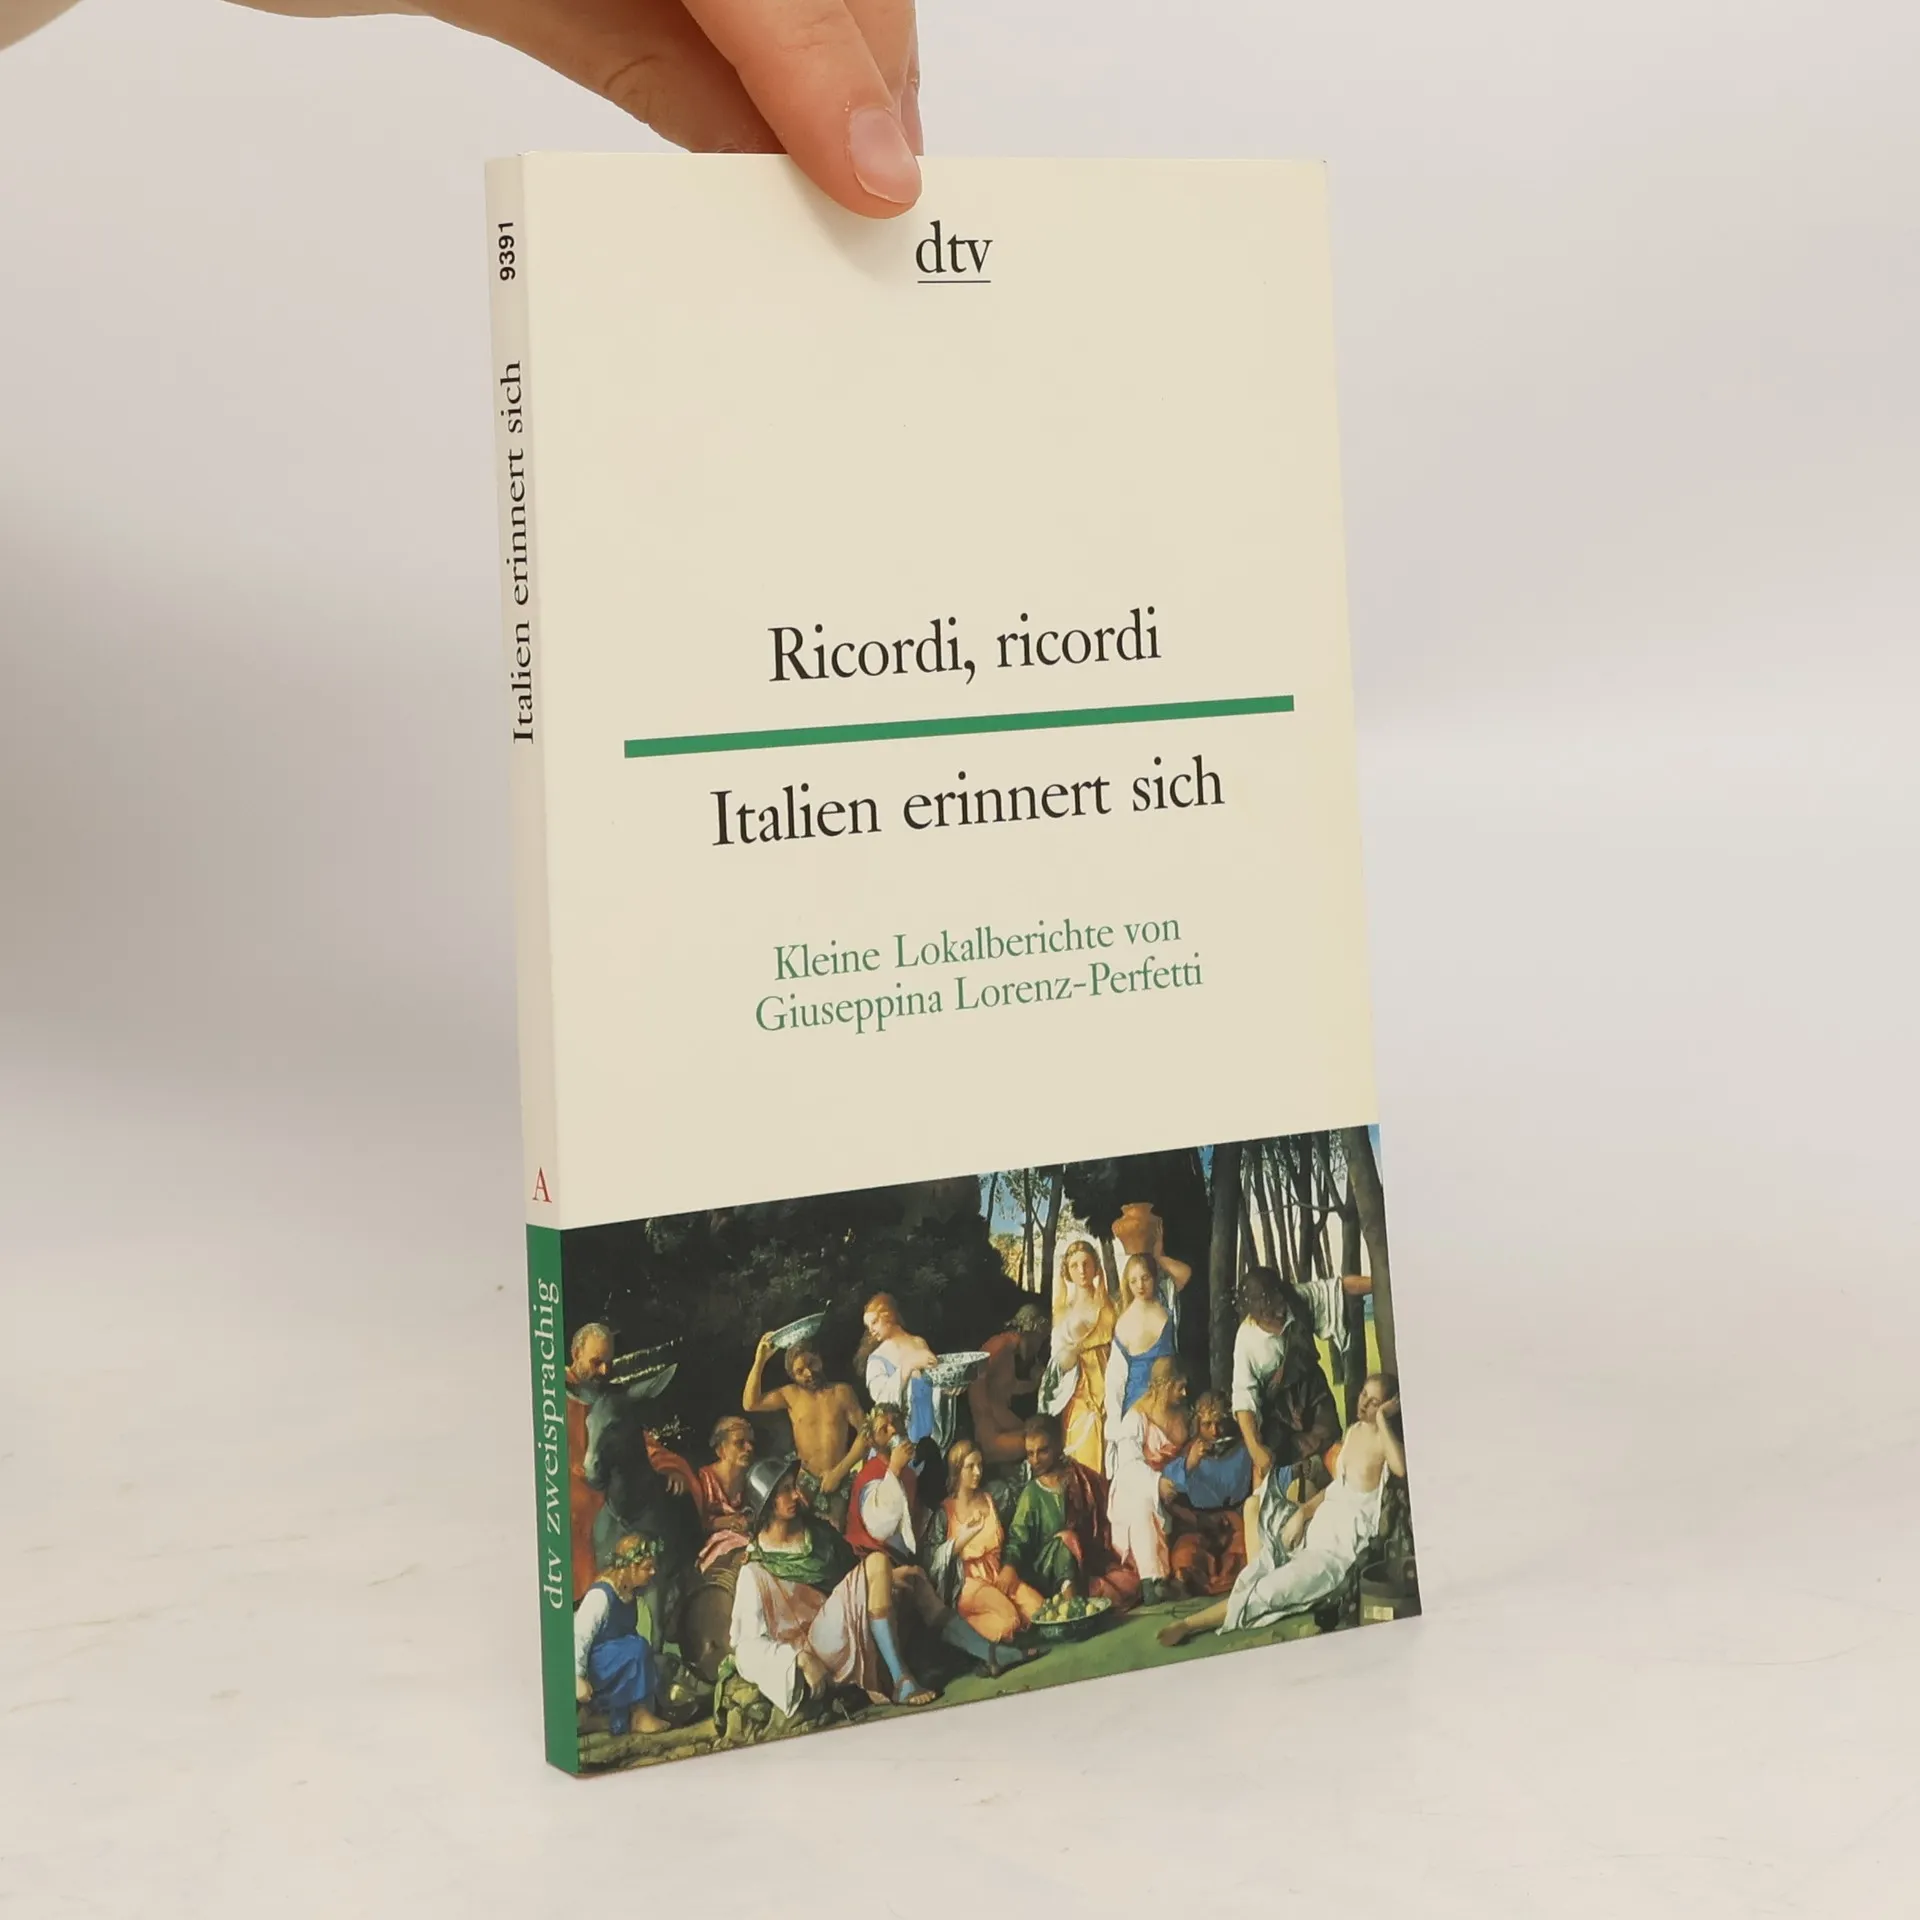 dtv
Ricordi, ricordi
Italien erinnert sich
Kleine Lokalberichte von
Giuseppina Lorenz-Perfetti
9391
Italien erinnert sich
A
dtv zweisprachig